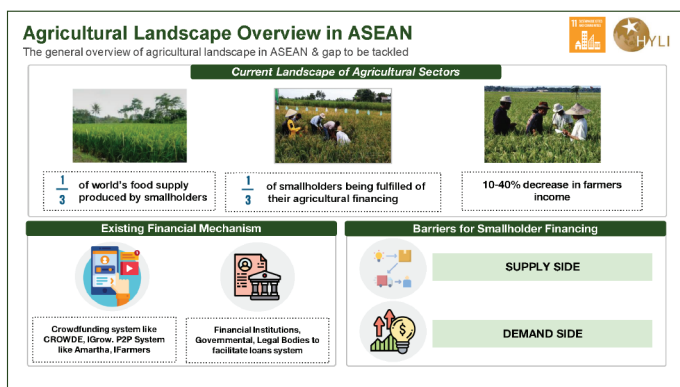 Agricultural Landscape Overview in ASEAN
The general overview of agricultural landscape in ASEAN & gap to be tackled
11
HYLI
Current Landscape of Agricultural Sectors
1
3
of world's food supply
produced by smallholders
1
3
of smallholders being fulfilled of
their agricultural financing
10-40% decrease in farmers
income
Existing Financial Mechanism
Crowdfunding system like
CROWDE, IGrow. P2P System
like Amartha, IFarmers
Financial Institutions,
Governmental, Legal Bodies to
facilitate loans system
Barriers for Smallholder Financing
SUPPLY SIDE
DEMAND SIDE